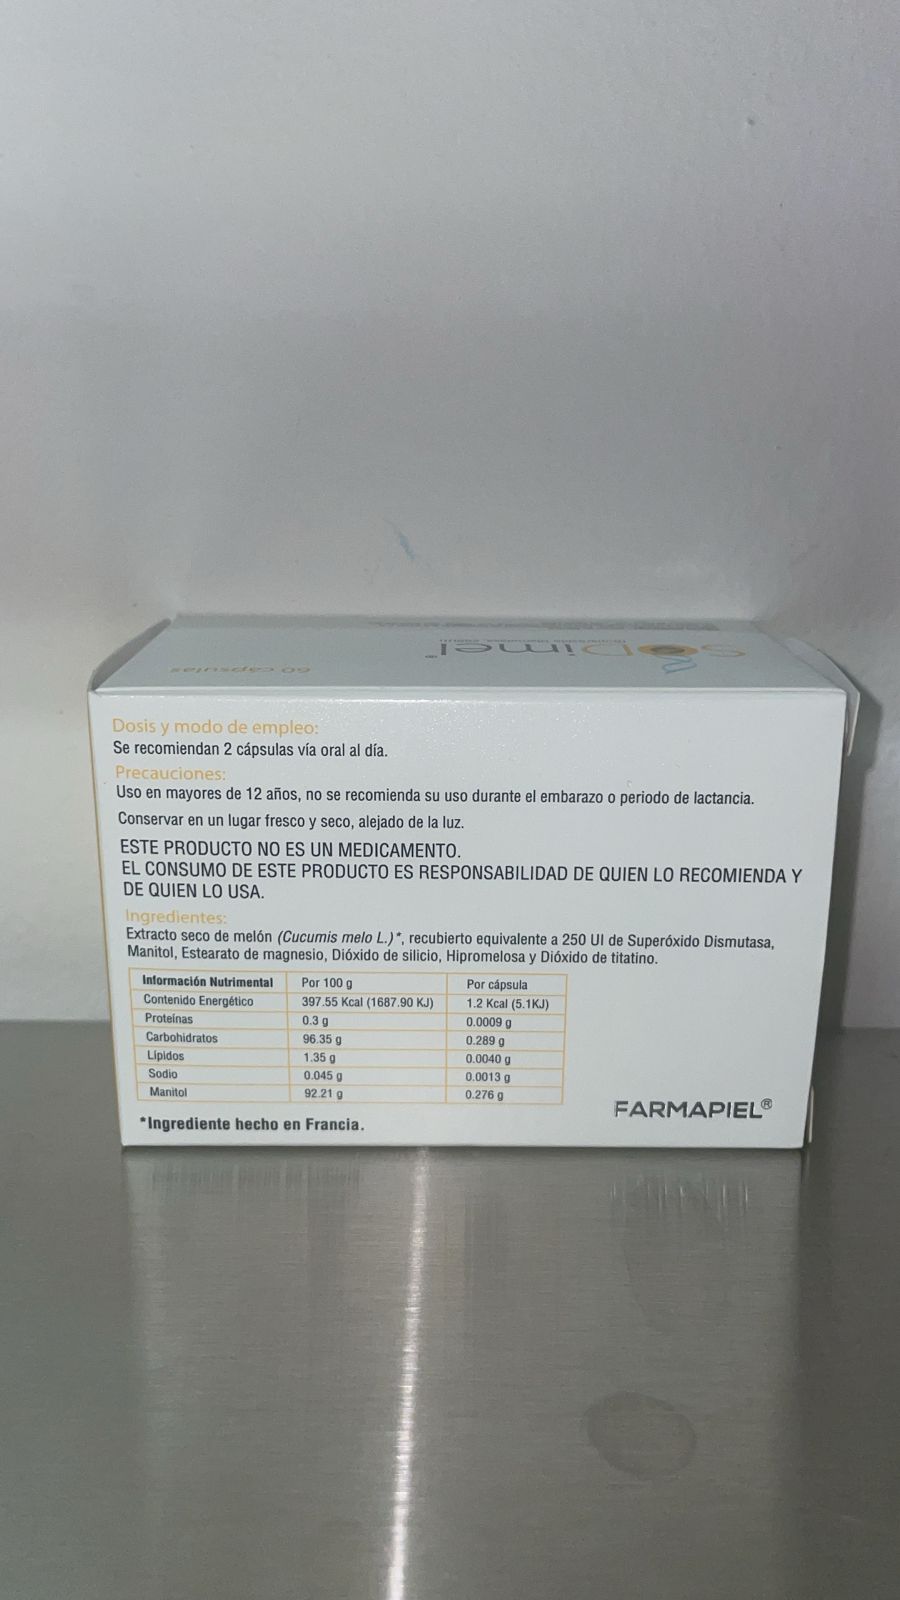 SODimel®
60 cápsulas
Dosis y modo de empleo:
Se recomiendan 2 cápsulas vía oral al día.
Precauciones:
Uso en mayores de 12 años, no se recomienda su uso durante el embarazo o periodo de lactancia.
Conservar en un lugar fresco y seco, alejado de la luz.
ESTE PRODUCTO NO ES UN MEDICAMENTO.
EL CONSUMO DE ESTE PRODUCTO ES RESPONSABILIDAD DE QUIEN LO RECOMIENDA Y
DE QUIEN LO USA.
Ingredientes:
Extracto seco de melón (Cucumis melo L.)*, recubierto equivalente a 250 UI de Superóxido Dismutasa,
Manitol, Estearato de magnesio, Dióxido de silicio, Hipromelosa y Dióxido de titatino.
Información Nutrimental Por 100 g Por cápsula
Contenido Energético 397.55 Kcal (1687.90 KJ) 1.2 Kcal (5.1KJ)
Proteínas 0.3 g 0.0009 g
Carbohidratos 96.35 g 0.289 g
Lípidos 1.35 g 0.0040 g
Sodio 0.045 g 0.0013 g
Manitol 92.21 g 0.276 g
*Ingrediente hecho en Francia.
FARMAPIEL®